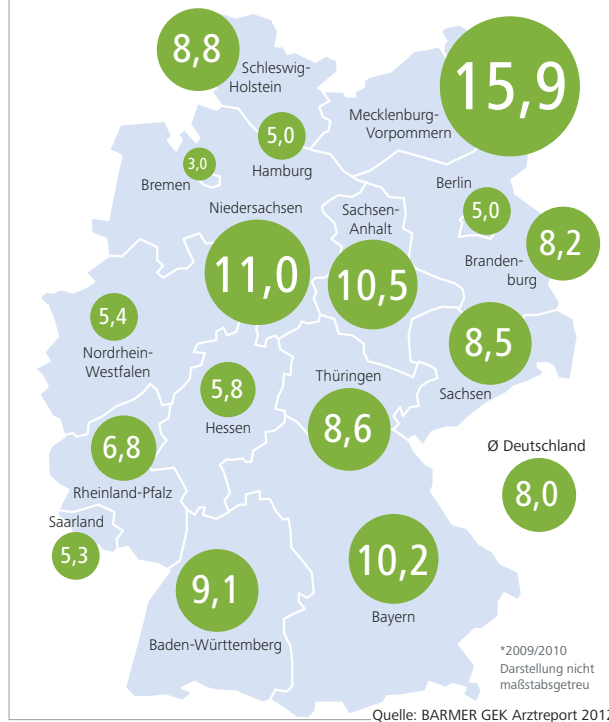 8,8
Schleswig-
Holstein
15,9
Mecklenburg-
Vorpommern
5,0
Hamburg
3,0
Bremen
Berlin
5,0
8,2
Branden-
burg
Niedersachsen
11,0
Sachsen-
Anhalt
10,5
5,4
Nordrhein-
Westfalen
8,5
Sachsen
5,8
Hessen
Thüringen
8,6
6,8
Rheinland-Pfalz
Ø Deutschland
8,0
Saarland
5,3
9,1
Baden-Württemberg
10,2
Bayern
*2009/2010
Darstellung nicht
maßstabsgetreu
Quelle: BARMER GEK Arztreport 2012